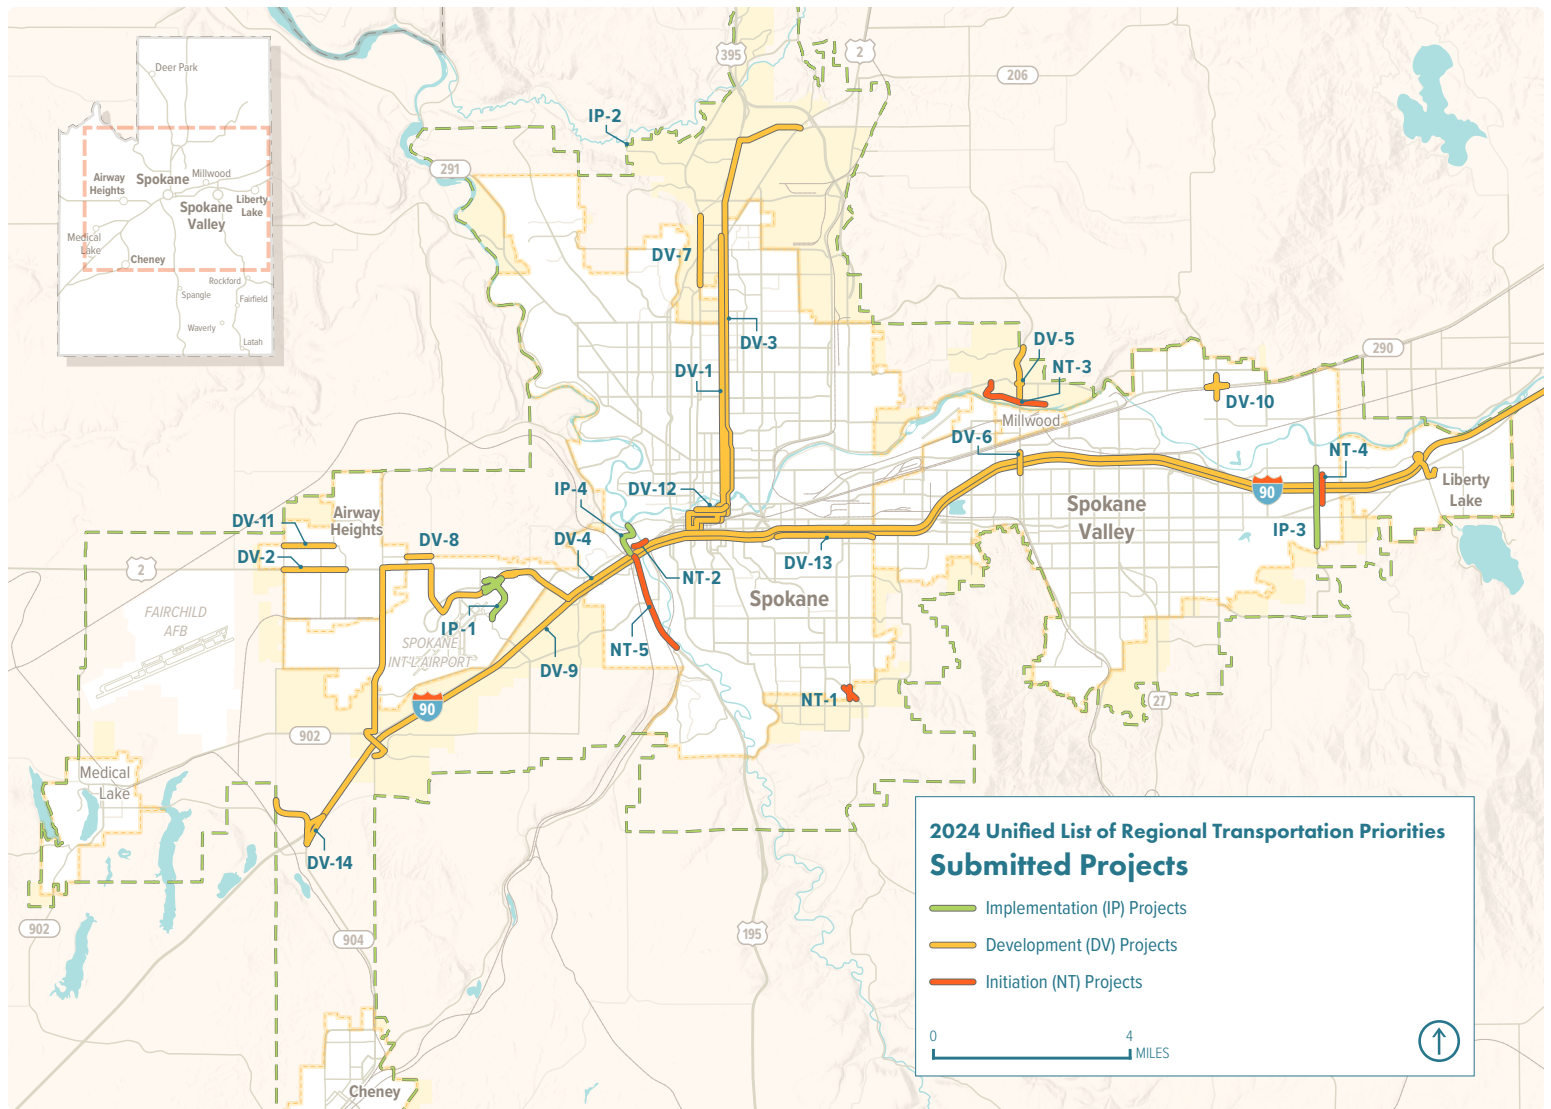 395
2
206
IP-2
291
Deer Park
Airway
Heights
Spokane
Millwood
Spokane
Valley
Liberty
Lake
Medical
Lake
Cheney
Rockford
Spangle
Fairfield
Waverly
Latah
DV-7
DV-3
DV-1
DV-5
NT-3
290
DV-10
Millwood
DV-6
NT-4
Liberty
Lake
90
IP-3
Spokane
Valley
IP-4
DV-12
Airway
Heights
DV-11
DV-2
DV-8
DV-4
DV-13
2
NT-2
Spokane
FAIRCHILD
AFB
IP-1
SPOKANE
INT'L AIRPORT
NT-5
DV-9
NT-1
27
90
902
Medical
Lake
DV-14
902
904
195
Cheney
2024 Unified List of Regional Transportation Priorities
Submitted Projects
Implementation (IP) Projects
Development (DV) Projects
Initiation (NT) Projects
0
4
MILES